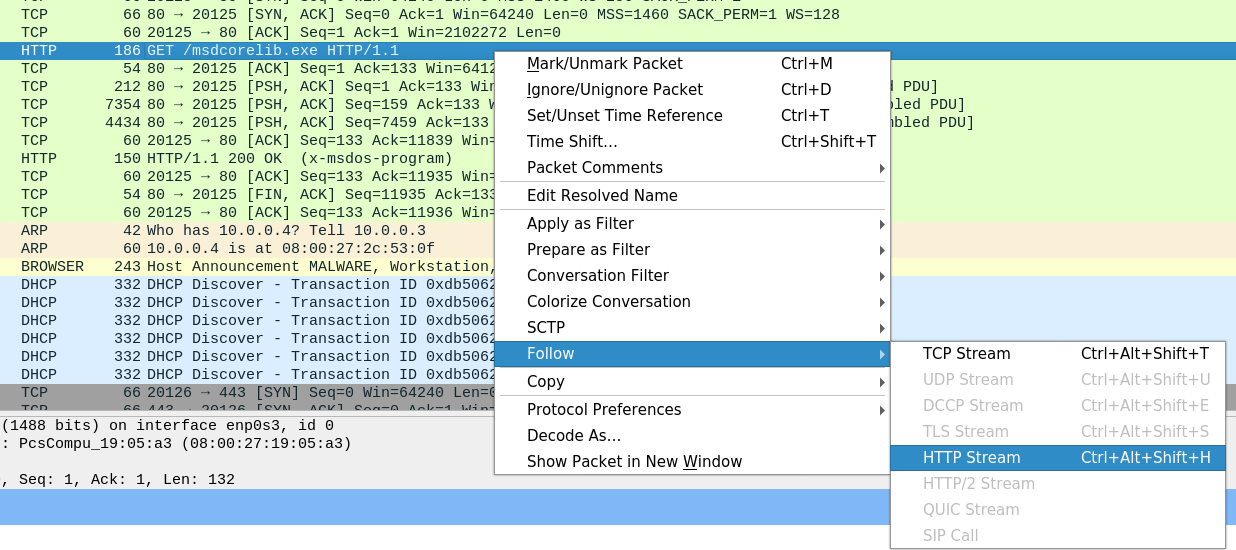 TCP 66 80 → 20125 [SYN, ACK] Seq=0 Ack=1 Win=64240 Len=0 MSS=1460 SACK_PERM=1 WS=128
TCP 60 20125 → 80 [ACK] Seq=1 Ack=1 Win=2102272 Len=0
HTTP 186 GET /msdcorelib.exe HTTP/1.1
TCP 54 80 → 20125 [ACK] Seq=1 Ack=133 Win=6412
TCP 212 80 → 20125 [PSH, ACK] Seq=1 Ack=133 PDU]
TCP 7354 80 → 20125 [PSH, ACK] Seq=159 Ack=133 PDU]
TCP 4434 80 → 20125 [PSH, ACK] Seq=7459 Ack=133 PDU]
TCP 60 20125 → 80 [ACK] Seq=133 Ack=11839 Win=
HTTP 150 HTTP/1.1 200 OK (x-msdos-program)
TCP 60 20125 → 80 [ACK] Seq=133 Ack=11935 Win=
TCP 54 80 → 20125 [FIN, ACK] Seq=11935 Ack=133
TCP 60 20125 → 80 [ACK] Seq=133 Ack=11936 Win=
ARP 42 Who has 10.0.0.4? Tell 10.0.0.3
ARP 60 10.0.0.4 is at 08:00:27:2c:53:0f
BROWSER 243 Host Announcement MALWARE, Workstation,
DHCP 332 DHCP Discover - Transaction ID 0xdb5062
DHCP 332 DHCP Discover - Transaction ID 0xdb5062
DHCP 332 DHCP Discover - Transaction ID 0xdb5062
DHCP 332 DHCP Discover - Transaction ID 0xdb5062
DHCP 332 DHCP Discover - Transaction ID 0xdb5062
DHCP 332 DHCP Discover - Transaction ID 0xdb5062
TCP 66 20126 → 443 [SYN] Seq=0 Win=64240 Len=0
(1488 bits) on interface enp0s3, id 0
: PcsCompu_19:05:a3 (08:00:27:19:05:a3)
, Seq: 1, Ack: 1, Len: 132
Mark/Unmark Packet Ctrl+M
Ignore/Unignore Packet Ctrl+D
Set/Unset Time Reference Ctrl+T
Time Shift… Ctrl+Shift+T
Packet Comments
Edit Resolved Name
Apply as Filter
Prepare as Filter
Conversation Filter
Colorize Conversation
SCTP
Follow
Copy
Protocol Preferences
Decode As…
Show Packet in New Window
TCP Stream Ctrl+Alt+Shift+T
UDP Stream Ctrl+Alt+Shift+U
DCCP Stream Ctrl+Alt+Shift+E
TLS Stream Ctrl+Alt+Shift+S
HTTP Stream Ctrl+Alt+Shift+H
HTTP/2 Stream
QUIC Stream
SIP Call